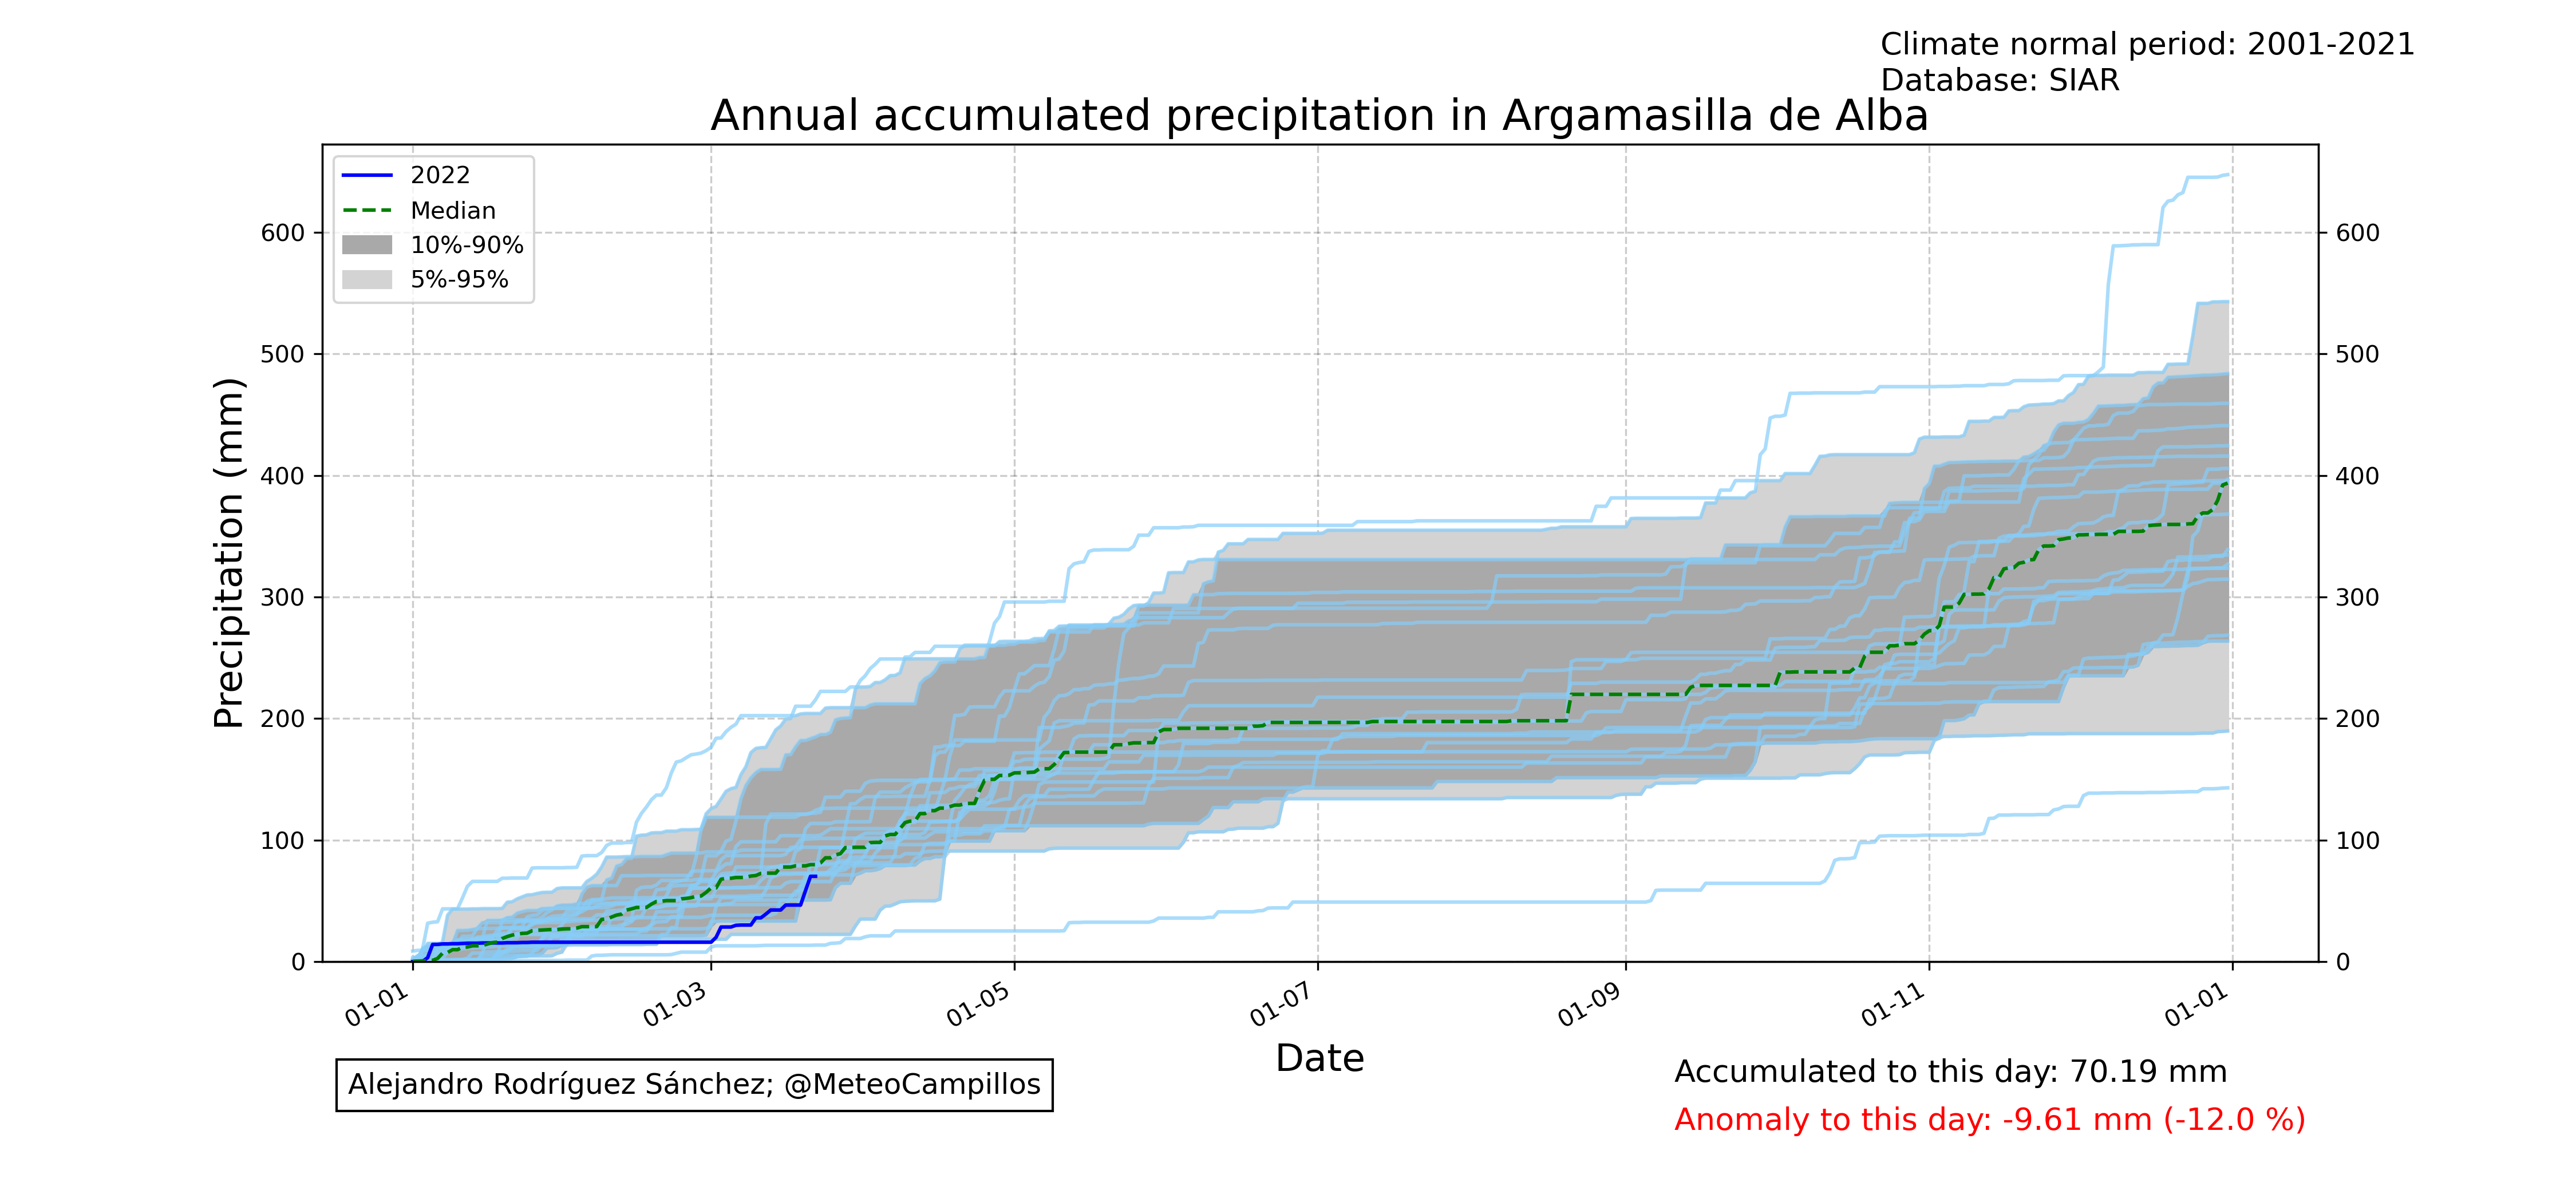 Climate normal period: 2001-2021
Database: SIAR
Annual accumulated precipitation in Argamasilla de Alba
2022
Median
10%-90%
5%-95%
Precipitation (mm)
600
500
400
300
200
100
0
600
500
400
300
200
100
0
01-01
01-03
01-05
01-07
01-09
01-11
01-01
Date
Alejandro Rodríguez Sánchez; @MeteoCampillos
Accumulated to this day: 70.19 mm
Anomaly to this day: -9.61 mm (-12.0 %)